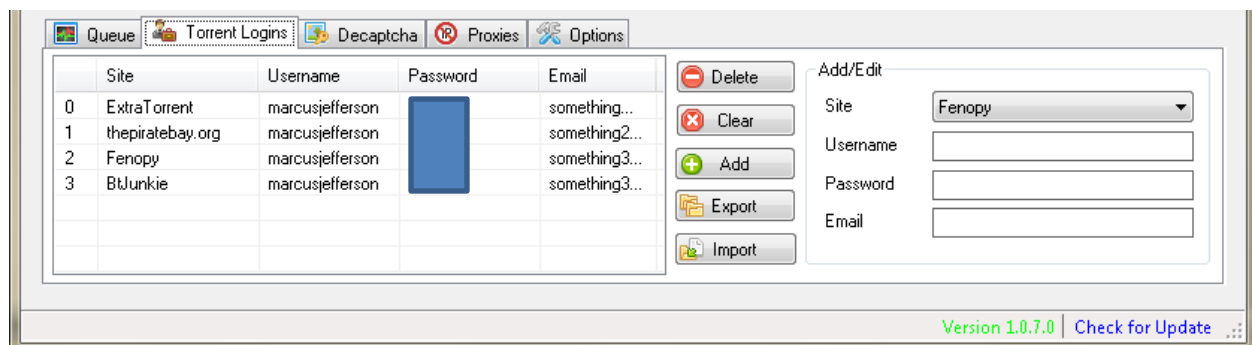 Queue Torrent Logins Decaptcha Proxies Options
Site Username Password Email
0 ExtraTorrent marcusjefferson something...
1 thepiratebay.org marcusjefferson something2...
2 Fenopy marcusjefferson something3...
3 BtJunkie marcusjefferson something3...
Delete
Clear
Add
Export
Import
Add/Edit
Site Fenopy
Username
Password
Email
Version 1.0.7.0 Check for Update